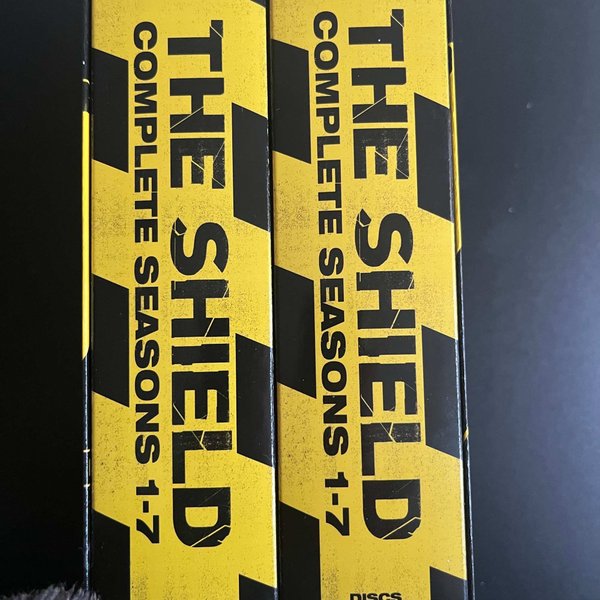 THE SHIELD
COMPLETE SEASONS 1-7
THE SHIELD
COMPLETE SEASONS 1-7
DISCS